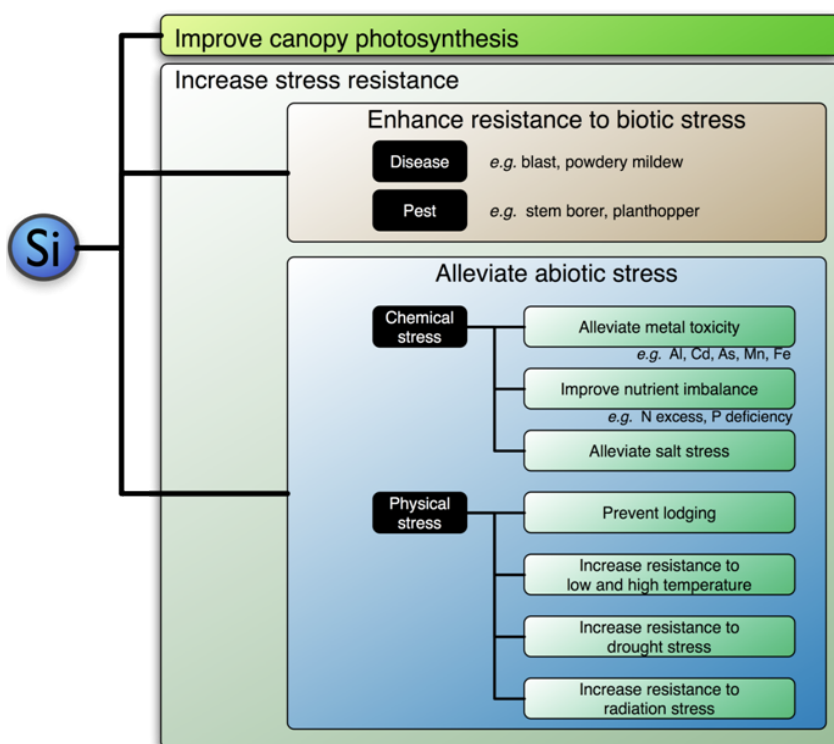 Improve canopy photosynthesis
Increase stress resistance
Enhance resistance to biotic stress
Disease
e.g. blast, powdery mildew
Pest
e.g. stem borer, planthopper
Si
Alleviate abiotic stress
Chemical
stress
Alleviate metal toxicity
e.g. Al, Cd, As, Mn, Fe
Improve nutrient imbalance
e.g. N excess, P deficiency
Alleviate salt stress
Physical
stress
Prevent lodging
Increase resistance to
low and high temperature
Increase resistance to
drought stress
Increase resistance to
radiation stress